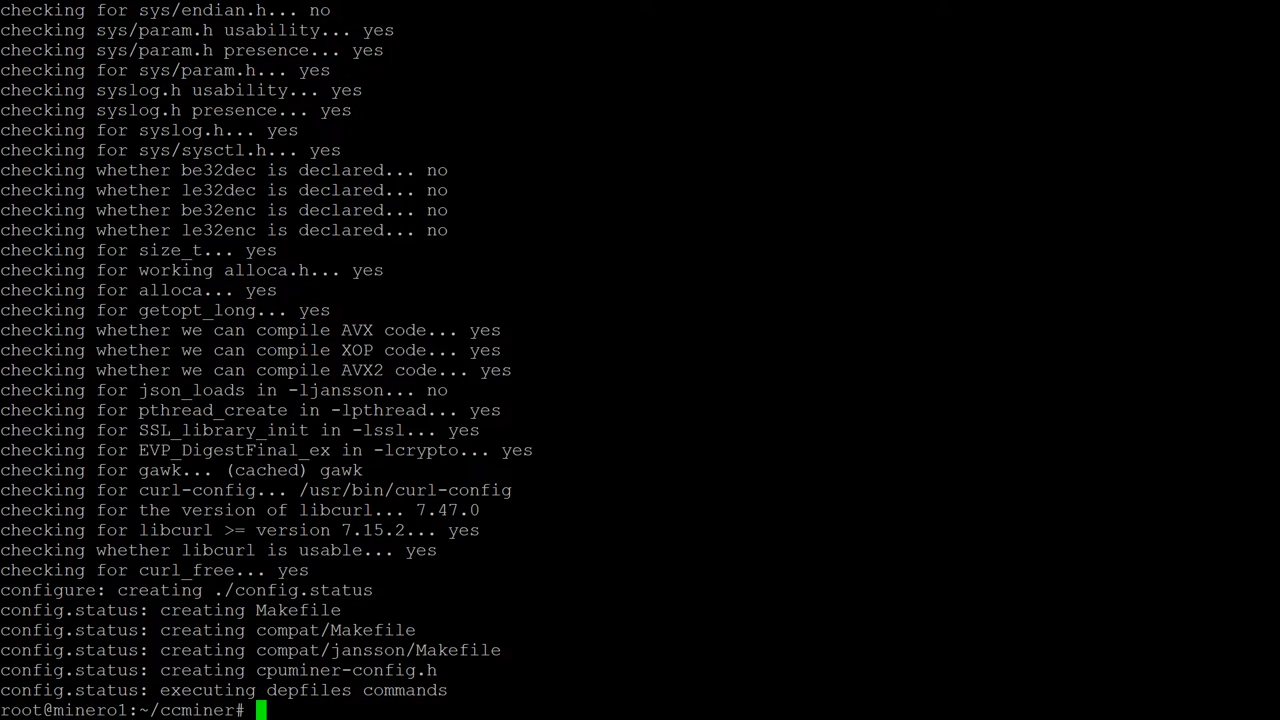 checking for sys/endian.h... no
checking sys/param.h usability... yes
checking sys/param.h presence... yes
checking for sys/param.h... yes
checking syslog.h usability... yes
checking syslog.h presence... yes
checking for syslog.h... yes
checking for sys/sysctl.h... yes
checking whether be32dec is declared... no
checking whether le32dec is declared... no
checking whether be32enc is declared... no
checking whether le32enc is declared... no
checking for size_t... yes
checking for working alloca.h... yes
checking for alloca... yes
checking for getopt_long... yes
checking whether we can compile AVX code... yes
checking whether we can compile XOP code... yes
checking whether we can compile AVX2 code... yes
checking for json_loads in -ljansson... no
checking for pthread_create in -lpthread... yes
checking for SSL_library_init in -lssl... yes
checking for EVP_DigestFinal_ex in -lcrypto... yes
checking for gawk... (cached) gawk
checking for curl-config... /usr/bin/curl-config
checking for the version of libcurl... 7.47.0
checking for libcurl >= version 7.15.2... yes
checking whether libcurl is usable... yes
checking for curl_free... yes
configure: creating ./config.status
config.status: creating Makefile
config.status: creating compat/Makefile
config.status: creating compat/jansson/Makefile
config.status: creating cpuminer-config.h
config.status: executing depfiles commands
root@minero1:~/ccminer#